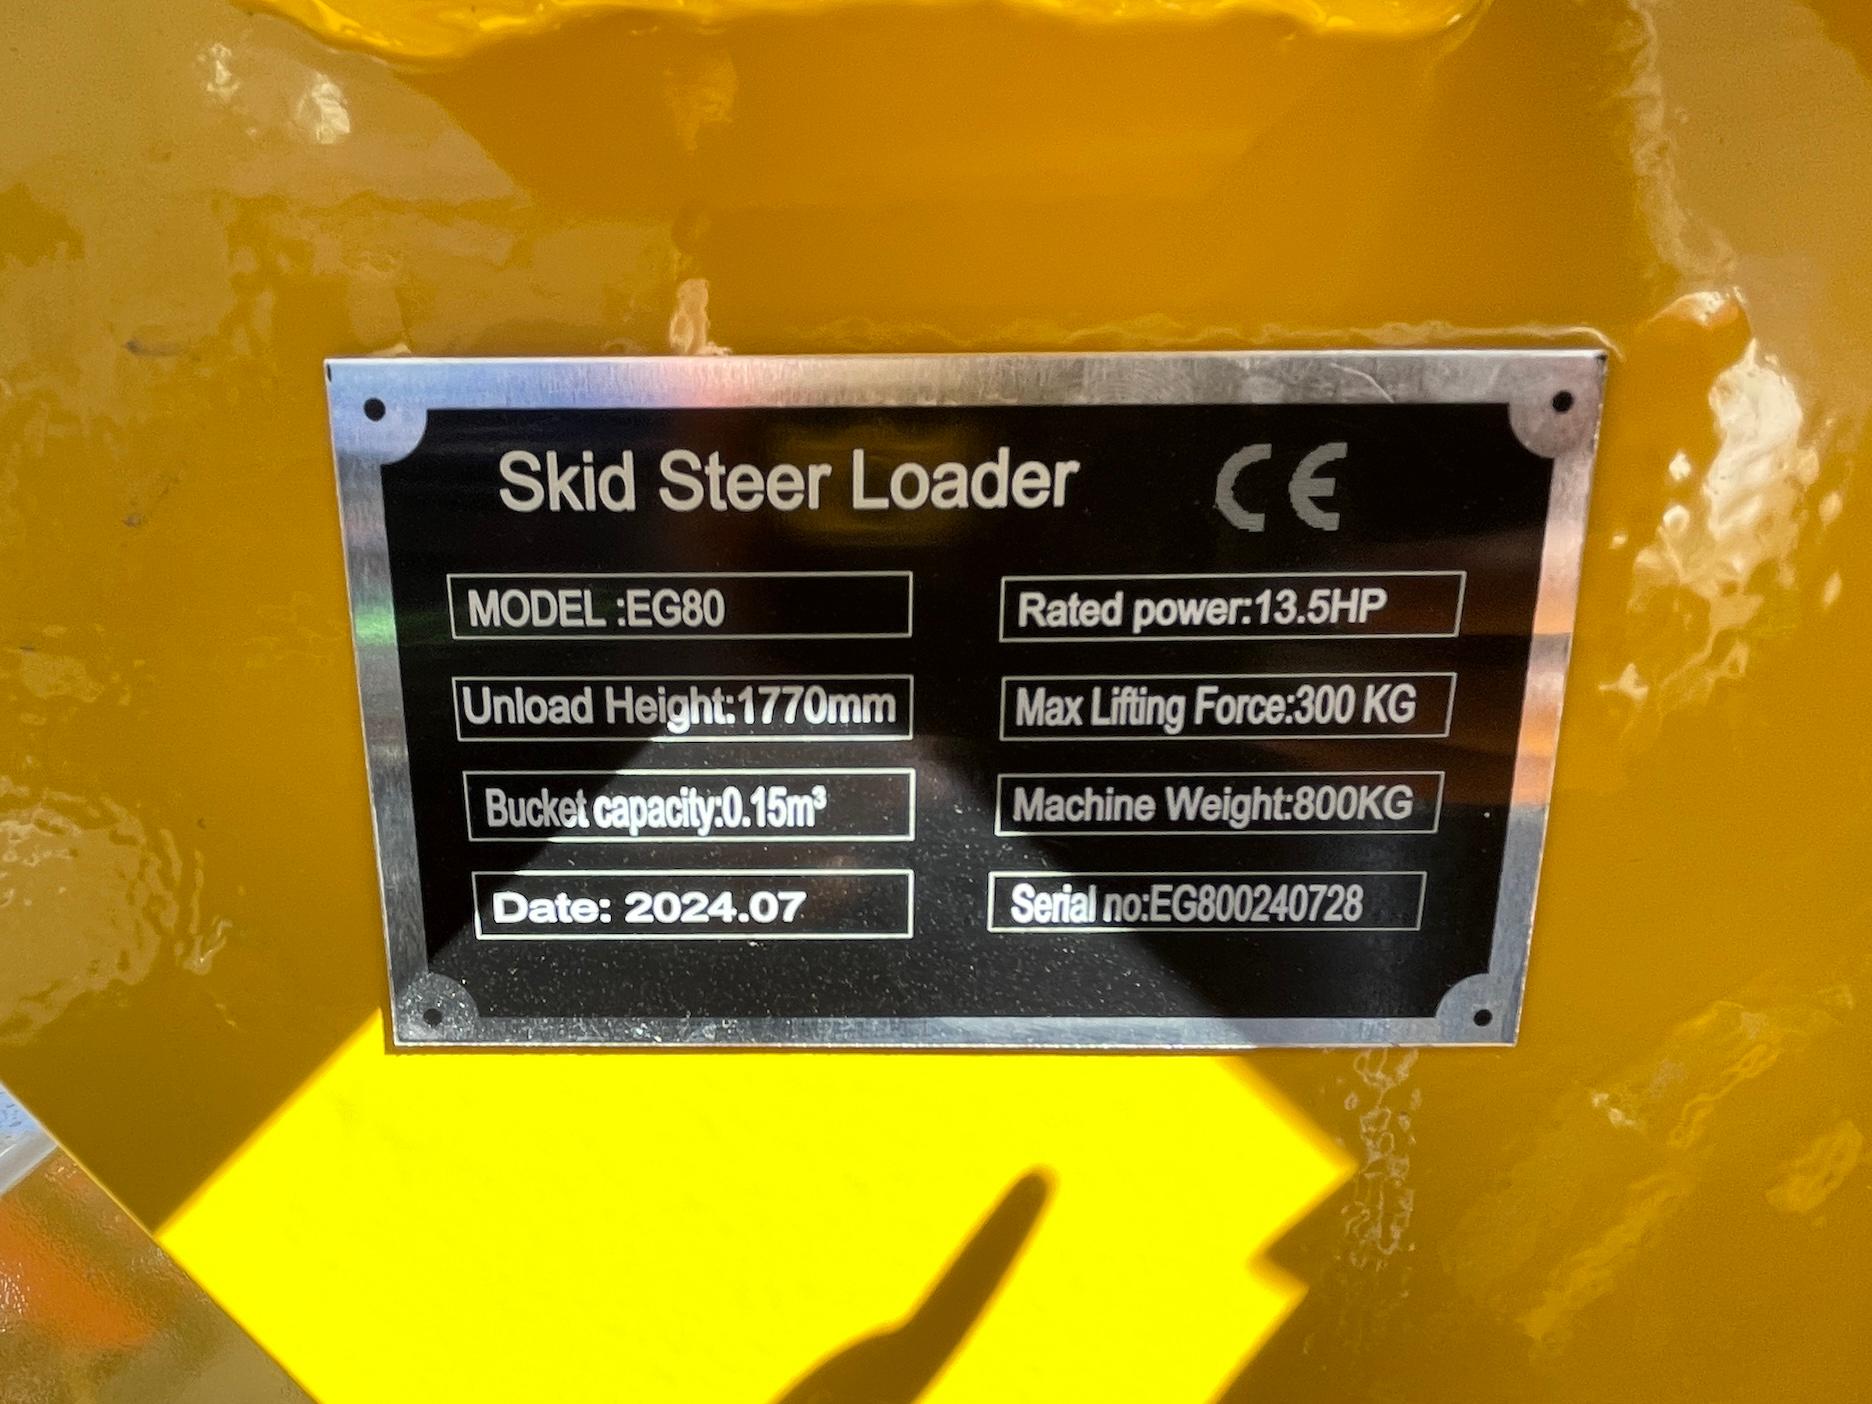 Skid Steer Loader CE
MODEL :EG80
Rated power:13.5HP
Unload Height:1770mm
Max Lifting Force:300 KG
Bucket capacity:0.15m³
Machine Weight:800KG
Date: 2024.07
Serial no:EG800240728